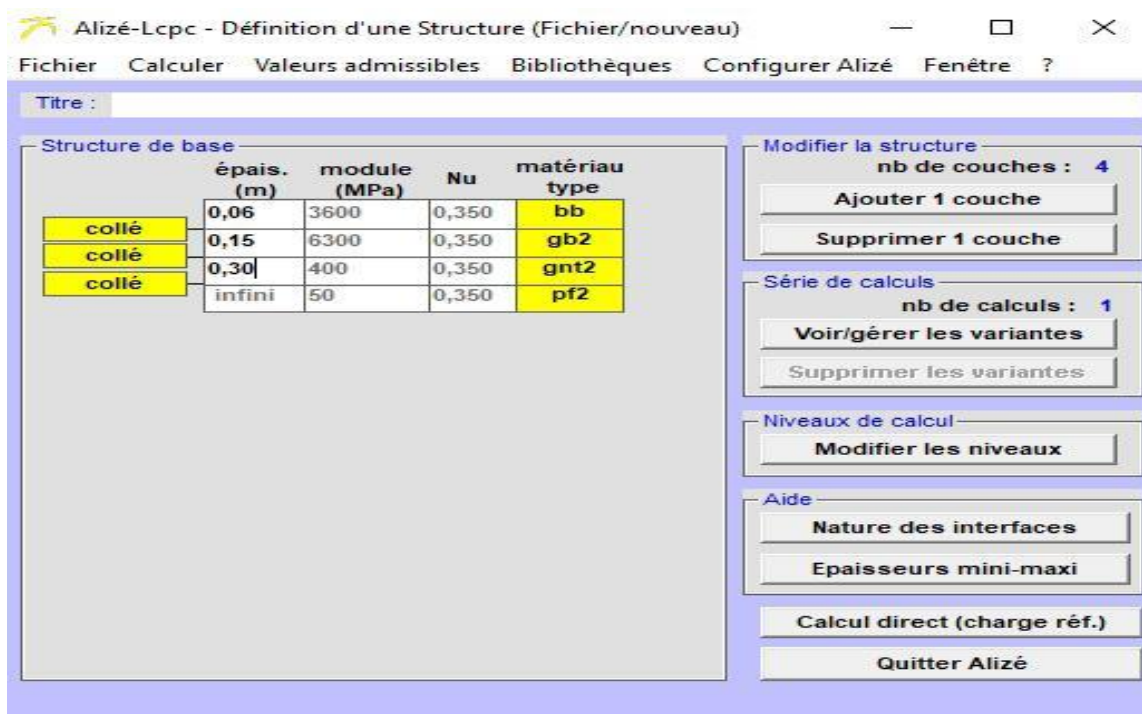 Alizé-Lcpc - Définition d'une Structure (Fichier/nouveau)
Fichier Calculer Valeurs admissibles Bibliothèques Configurer Alizé Fenêtre ?
Titre :
Structure de base
épais. (m) module (MPa) Nu matériau type
0,06 3600 0,350 bb
collé
0,15 6300 0,350 gb2
collé
0,30 400 0,350 gnt2
collé
infini 50 0,350 pf2
Modifier la structure
nb de couches : 4
Ajouter 1 couche
Supprimer 1 couche
Série de calculs
nb de calculs : 1
Voir/gérer les variantes
Supprimer les variantes
Niveaux de calcul
Modifier les niveaux
Aide
Nature des interfaces
Epaisseurs mini-maxi
Calcul direct (charge réf.)
Quitter Alizé